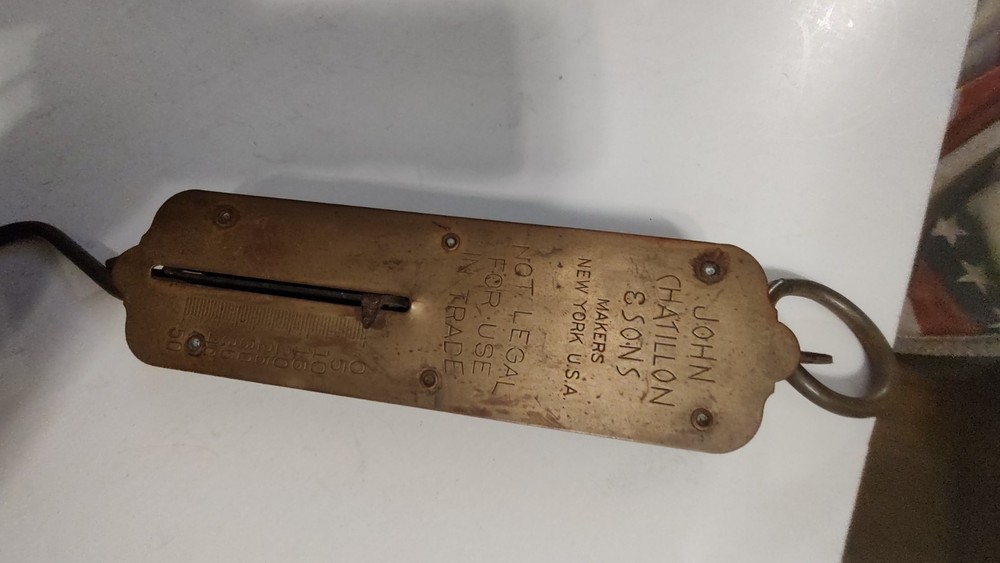 JOHN
CHATILLON
& SONS
MAKERS
NEW YORK U.S.A.
NOT LEGAL
FOR USE
IN TRADE
0
5
10
50